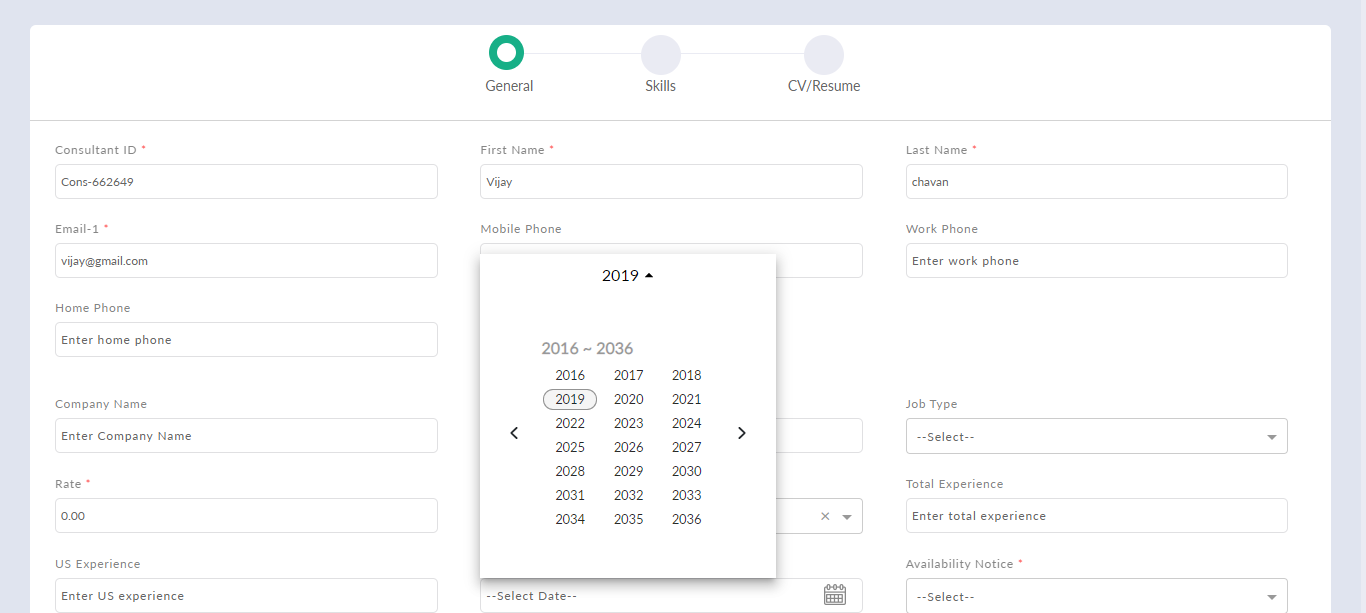 General Skills CV/Resume
Consultant ID * First Name * Last Name *
Cons-662649 Vijay chavan
Email-1 * Mobile Phone Work Phone
vijay@gmail.com Enter work phone
2019
Home Phone
Enter home phone
2016 ~ 2036
2016 2017 2018
2019 2020 2021
2022 2023 2024
2025 2026 2027
2028 2029 2030
2031 2032 2033
2034 2035 2036
Company Name Job Type
Enter Company Name --Select--
Rate * Total Experience
0.00 Enter total experience
US Experience Availability Notice *
Enter US experience --Select Date-- --Select--